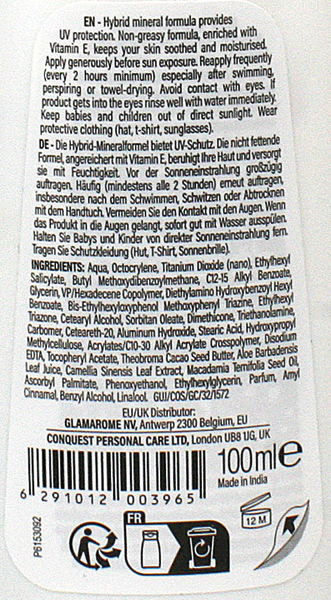 EN - Hybrid mineral formula provides
UV protection. Non-greasy formula, enriched with
Vitamin E, keeps your skin soothed and moisturised.
Apply generously before sun exposure. Reapply frequently
(every 2 hours minimum) especially after swimming,
perspiring or towel-drying. Avoid contact with eyes. If
product gets into the eyes rinse well with water immediately.
Keep babies and children out of direct sunlight. Wear
protective clothing (hat, t-shirt, sunglasses).
DE - Die Hybrid-Mineralformel bietet UV-Schutz. Die nicht fettende
Formel, angereichert mit Vitamin E, beruhigt Ihre Haut und versorgt
sie mit Feuchtigkeit. Vor der Sonneneinstrahlung großzügig
auftragen. Häufig (mindestens alle 2 Stunden) erneut auftragen,
insbesondere nach dem Schwimmen, Schwitzen oder Abtrocknen
mit dem Handtuch. Vermeiden Sie den Kontakt mit den Augen. Wenn
das Produkt in die Augen gelangt, sofort gut mit Wasser ausspülen.
Halten Sie Babys und Kinder von direkter Sonneneinstrahlung fern.
Tragen Sie Schutzkleidung (Hut, T-Shirt, Sonnenbrille).
INGREDIENTS: Aqua, Octocrylene, Titanium Dioxide (nano), Ethylhexyl
Salicylate, Butyl Methoxydibenzoylmethane, C12-15 Alkyl Benzoate,
Glycerin, VP/Hexadecene Copolymer, Diethylamino Hydroxybenzoyl Hexyl
Benzoate, Bis-Ethylhexyloxyphenol Methoxyphenyl Triazine, Ethylhexyl
Triazone, Cetearyl Alcohol, Sorbitan Oleate, Dimethicone, Triethanolamine,
Carbomer, Ceteareth-20, Aluminum Hydroxide, Stearic Acid, Hydroxypropyl
Methylcellulose, Acrylates/C10-30 Alkyl Acrylate Crosspolymer, Disodium
EDTA, Tocopheryl Acetate, Theobroma Cacao Seed Butter, Aloe Barbadensis
Leaf Juice, Camellia Sinensis Leaf Extract, Macadamia Ternifolia Seed Oil,
Ascorbyl Palmitate, Phenoxyethanol, Ethylhexylglycerin, Parfum, Amyl
Cinnamal, Benzyl Alcohol, Linalool. GUJ/COS/GC/32/1572
EU/UK Distributor:
GLAMAROME NV, Antwerp 2300 Belgium, EU
CONQUEST PERSONAL CARE LTD, London UB8 UJG, UK
100ml e
Made in India
6 291012 003965
12 M
FR
P6153092